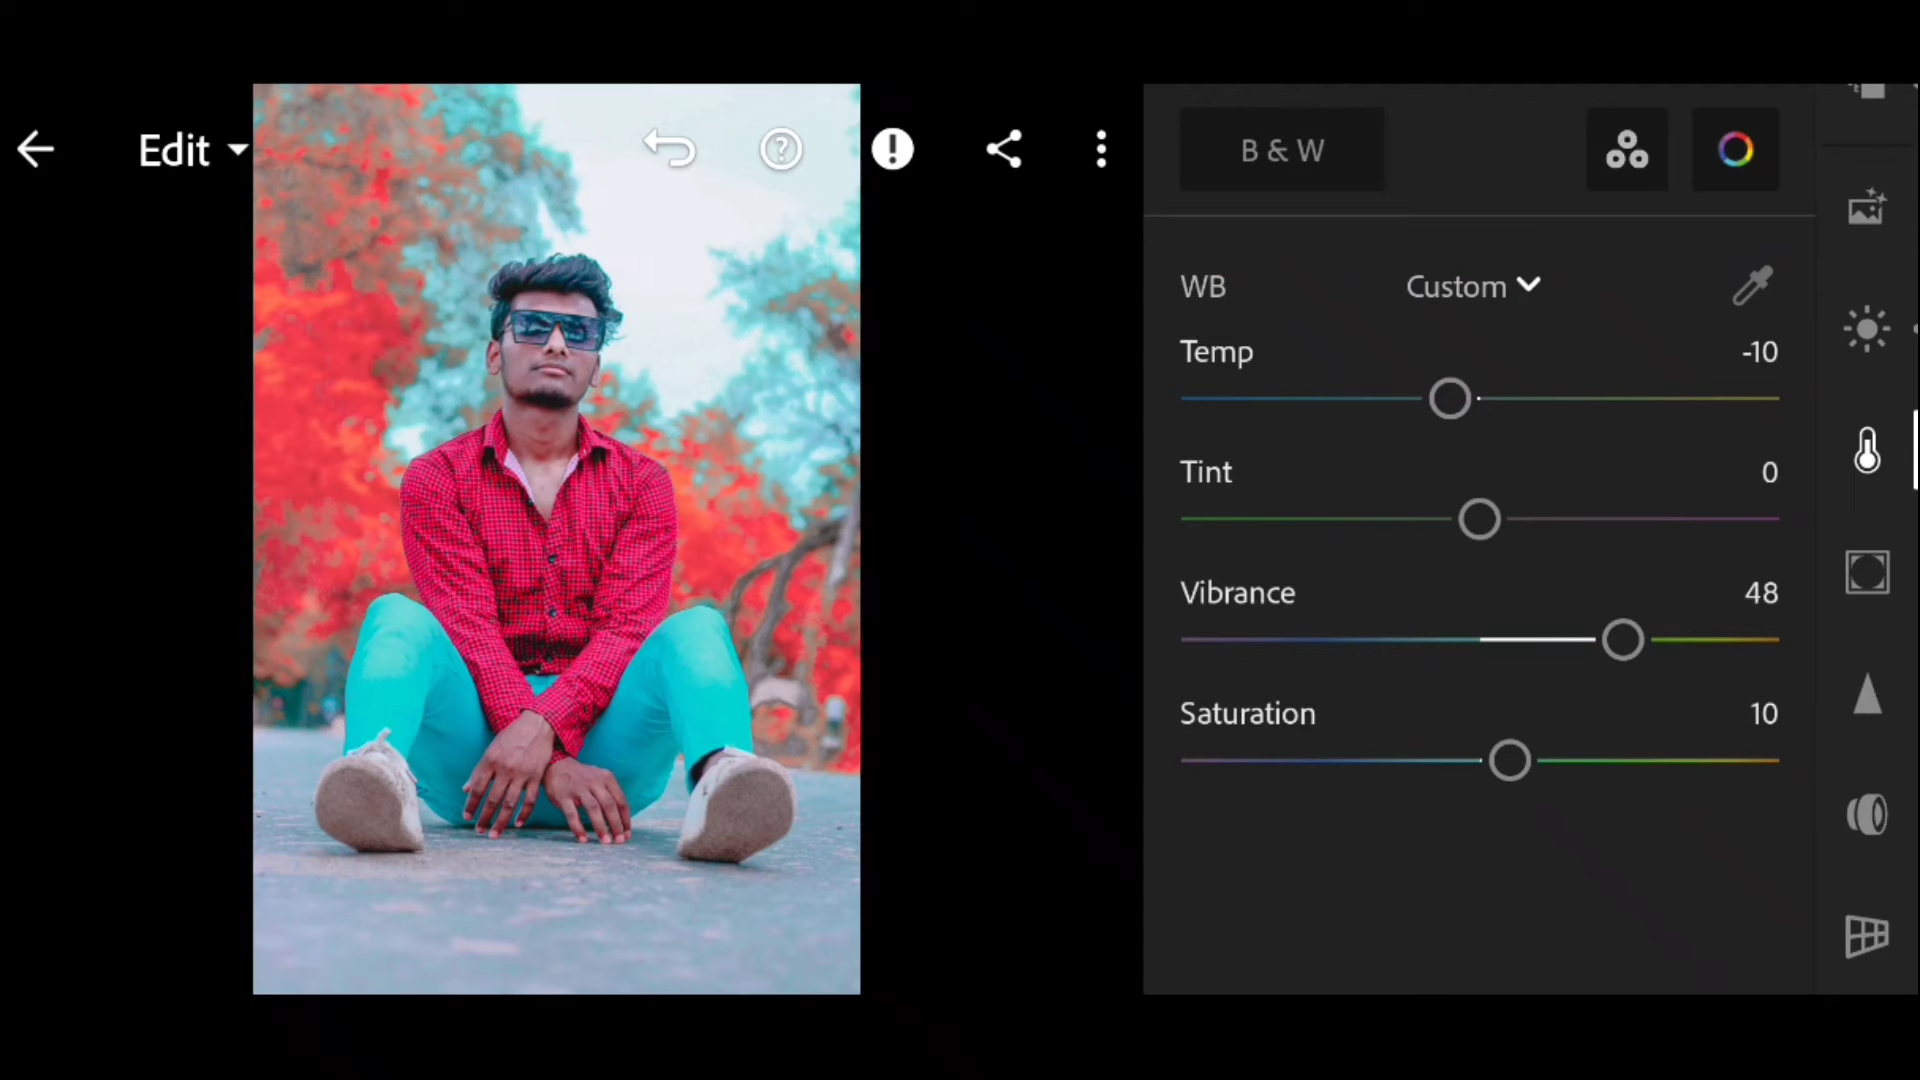 Edit
B & W
WB Custom
Temp -10
Tint 0
Vibrance 48
Saturation 10